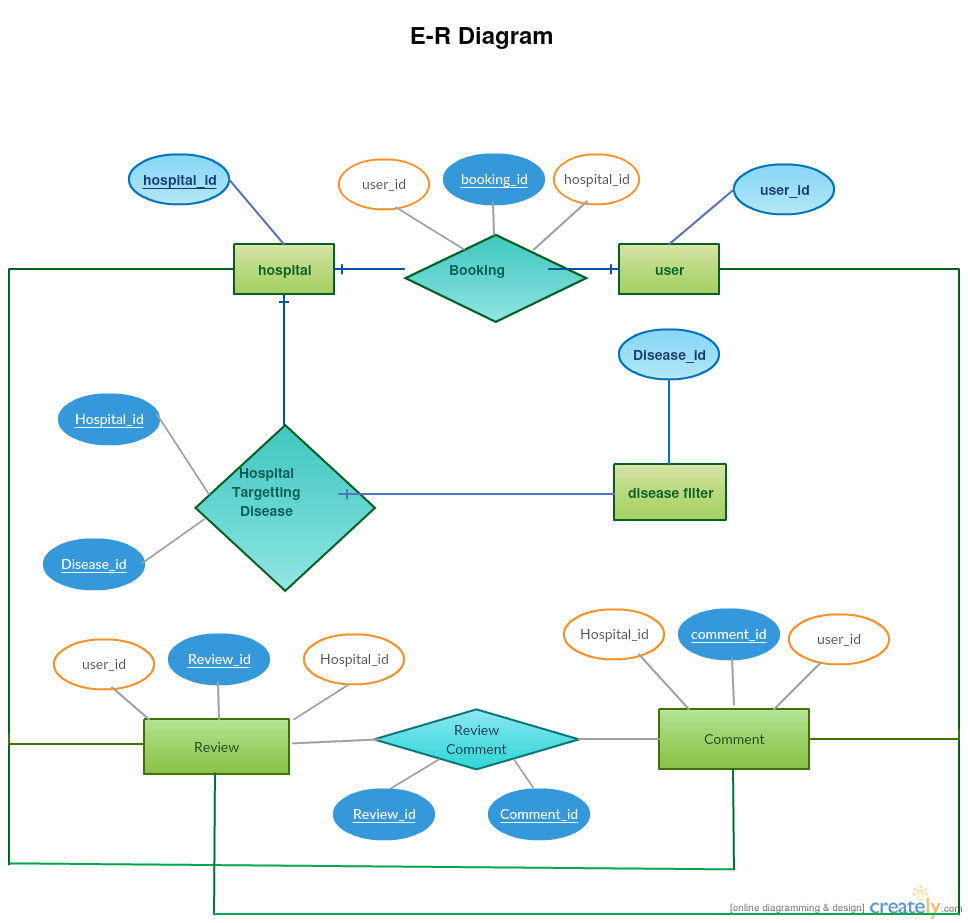 E-R Diagram
hospital_id
user_id
booking_id
hospital_id
user_id
hospital
Booking
user
Disease_id
Hospital_id
Hospital
Targetting
Disease
disease filter
Disease_id
user_id
Review_id
Hospital_id
Hospital_id
comment_id
user_id
Review
Review
Comment
Comment
Review_id
Comment_id
[online diagramming & design] creately.com